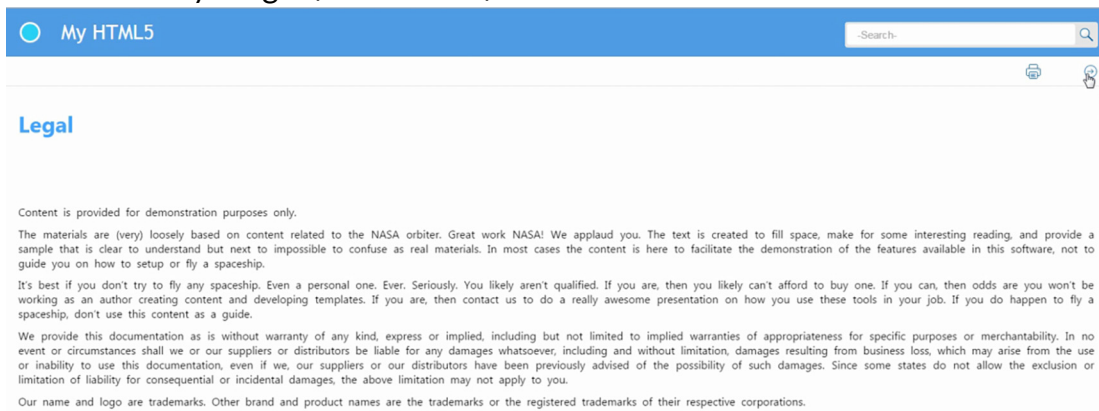 My HTML5
-Search-
Legal
Content is provided for demonstration purposes only.
The materials are (very) loosely based on content related to the NASA orbiter. Great work NASA! We applaud you. The text is created to fill space, make for some interesting reading, and provide a
sample that is clear to understand but next to impossible to confuse as real materials. In most cases the content is here to facilitate the demonstration of the features available in this software, not to
guide you on how to setup or fly a spaceship.
It's best if you don't try to fly any spaceship. Even a personal one. Ever. Seriously. You likely aren't qualified. If you are, then you likely can't afford to buy one. If you can, then odds are you won't be
working as an author creating content and developing templates. If you are, then contact us to do a really awesome presentation on how you use these tools in your job. If you do happen to fly a
spaceship, don't use this content as a guide.
We provide this documentation as is without warranty of any kind, express or implied, including but not limited to implied warranties of appropriateness for specific purposes or merchantability. In no
event or circumstances shall we or our suppliers or distributors be liable for any damages whatsoever, including and without limitation, damages resulting from business loss, which may arise from the use
or inability to use this documentation, even if we, our suppliers or our distributors have been previously advised of the possibility of such damages. Since some states do not allow the exclusion or
limitation of liability for consequential or incidental damages, the above limitation may not apply to you.
Our name and logo are trademarks. Other brand and product names are the trademarks or the registered trademarks of their respective corporations.